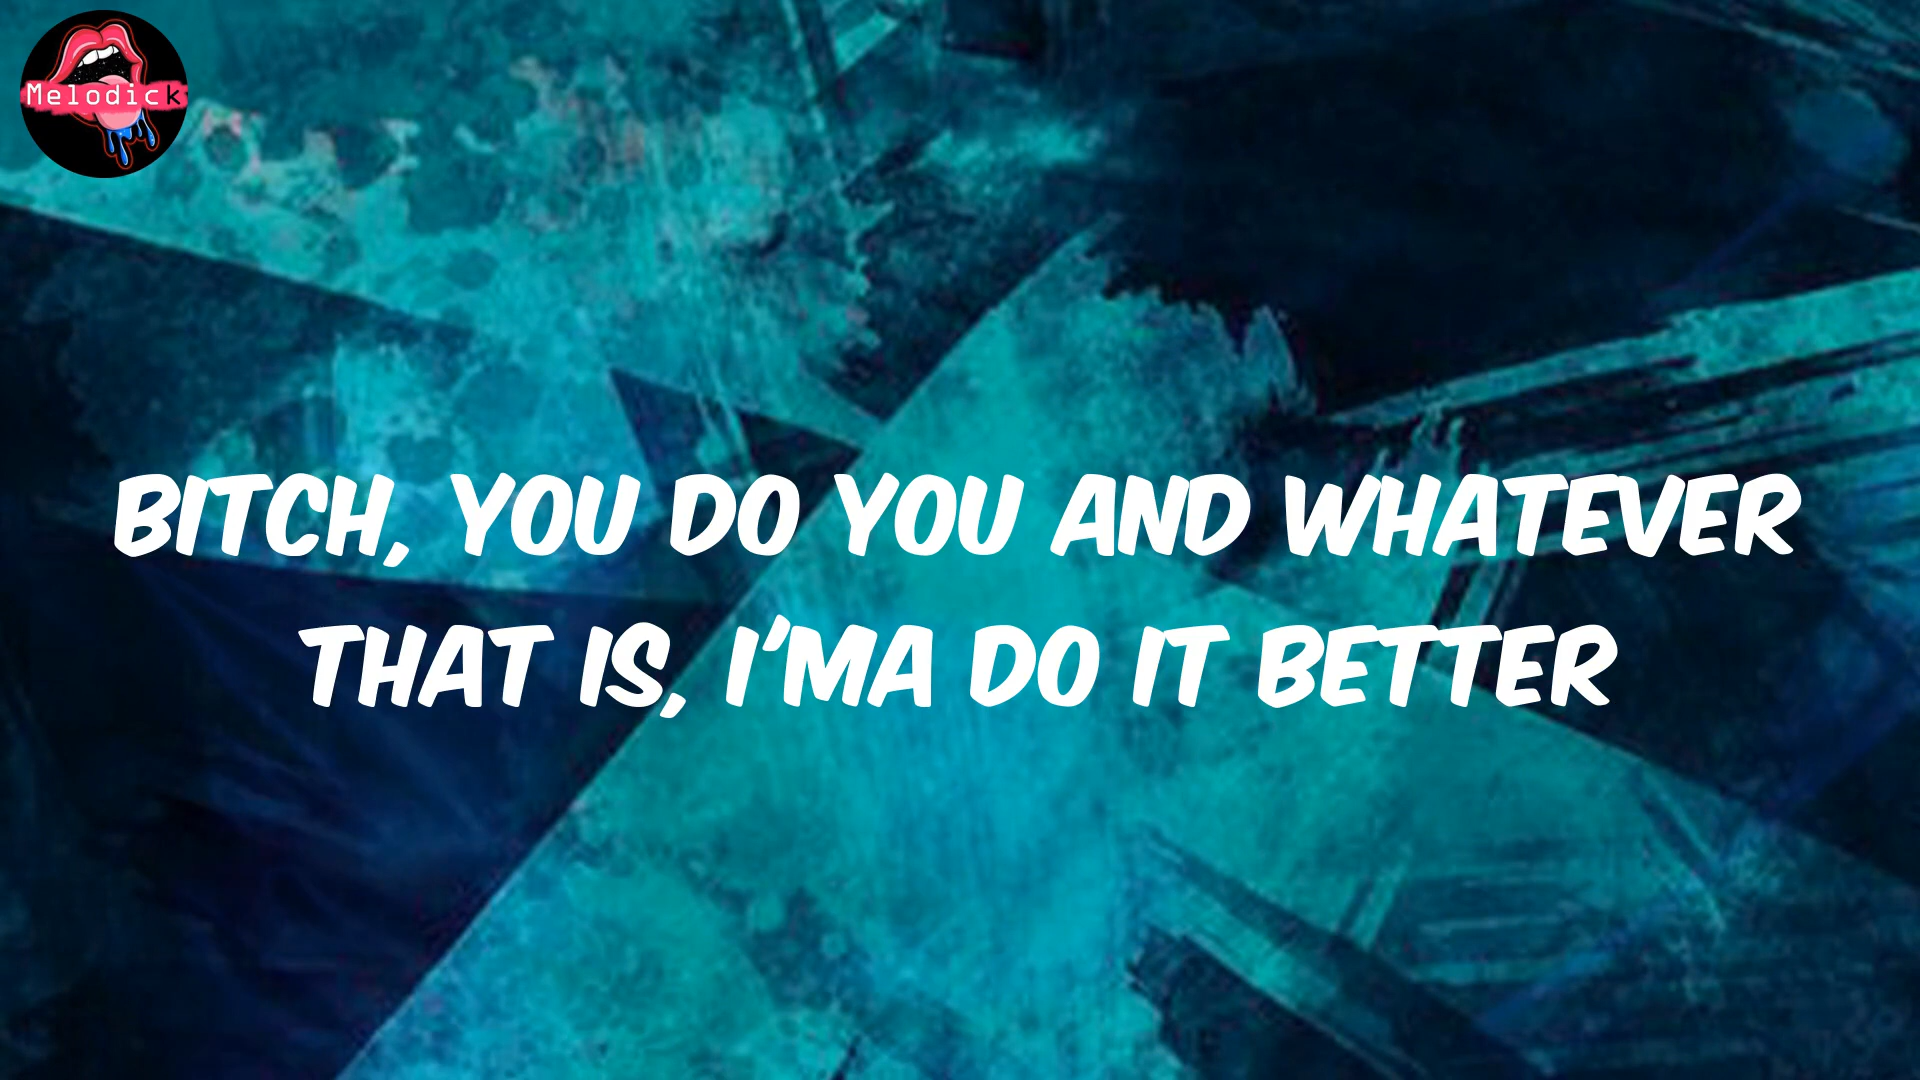 Melodick
BITCH, YOU DO YOU AND WHATEVER
THAT IS, I'MA DO IT BETTER